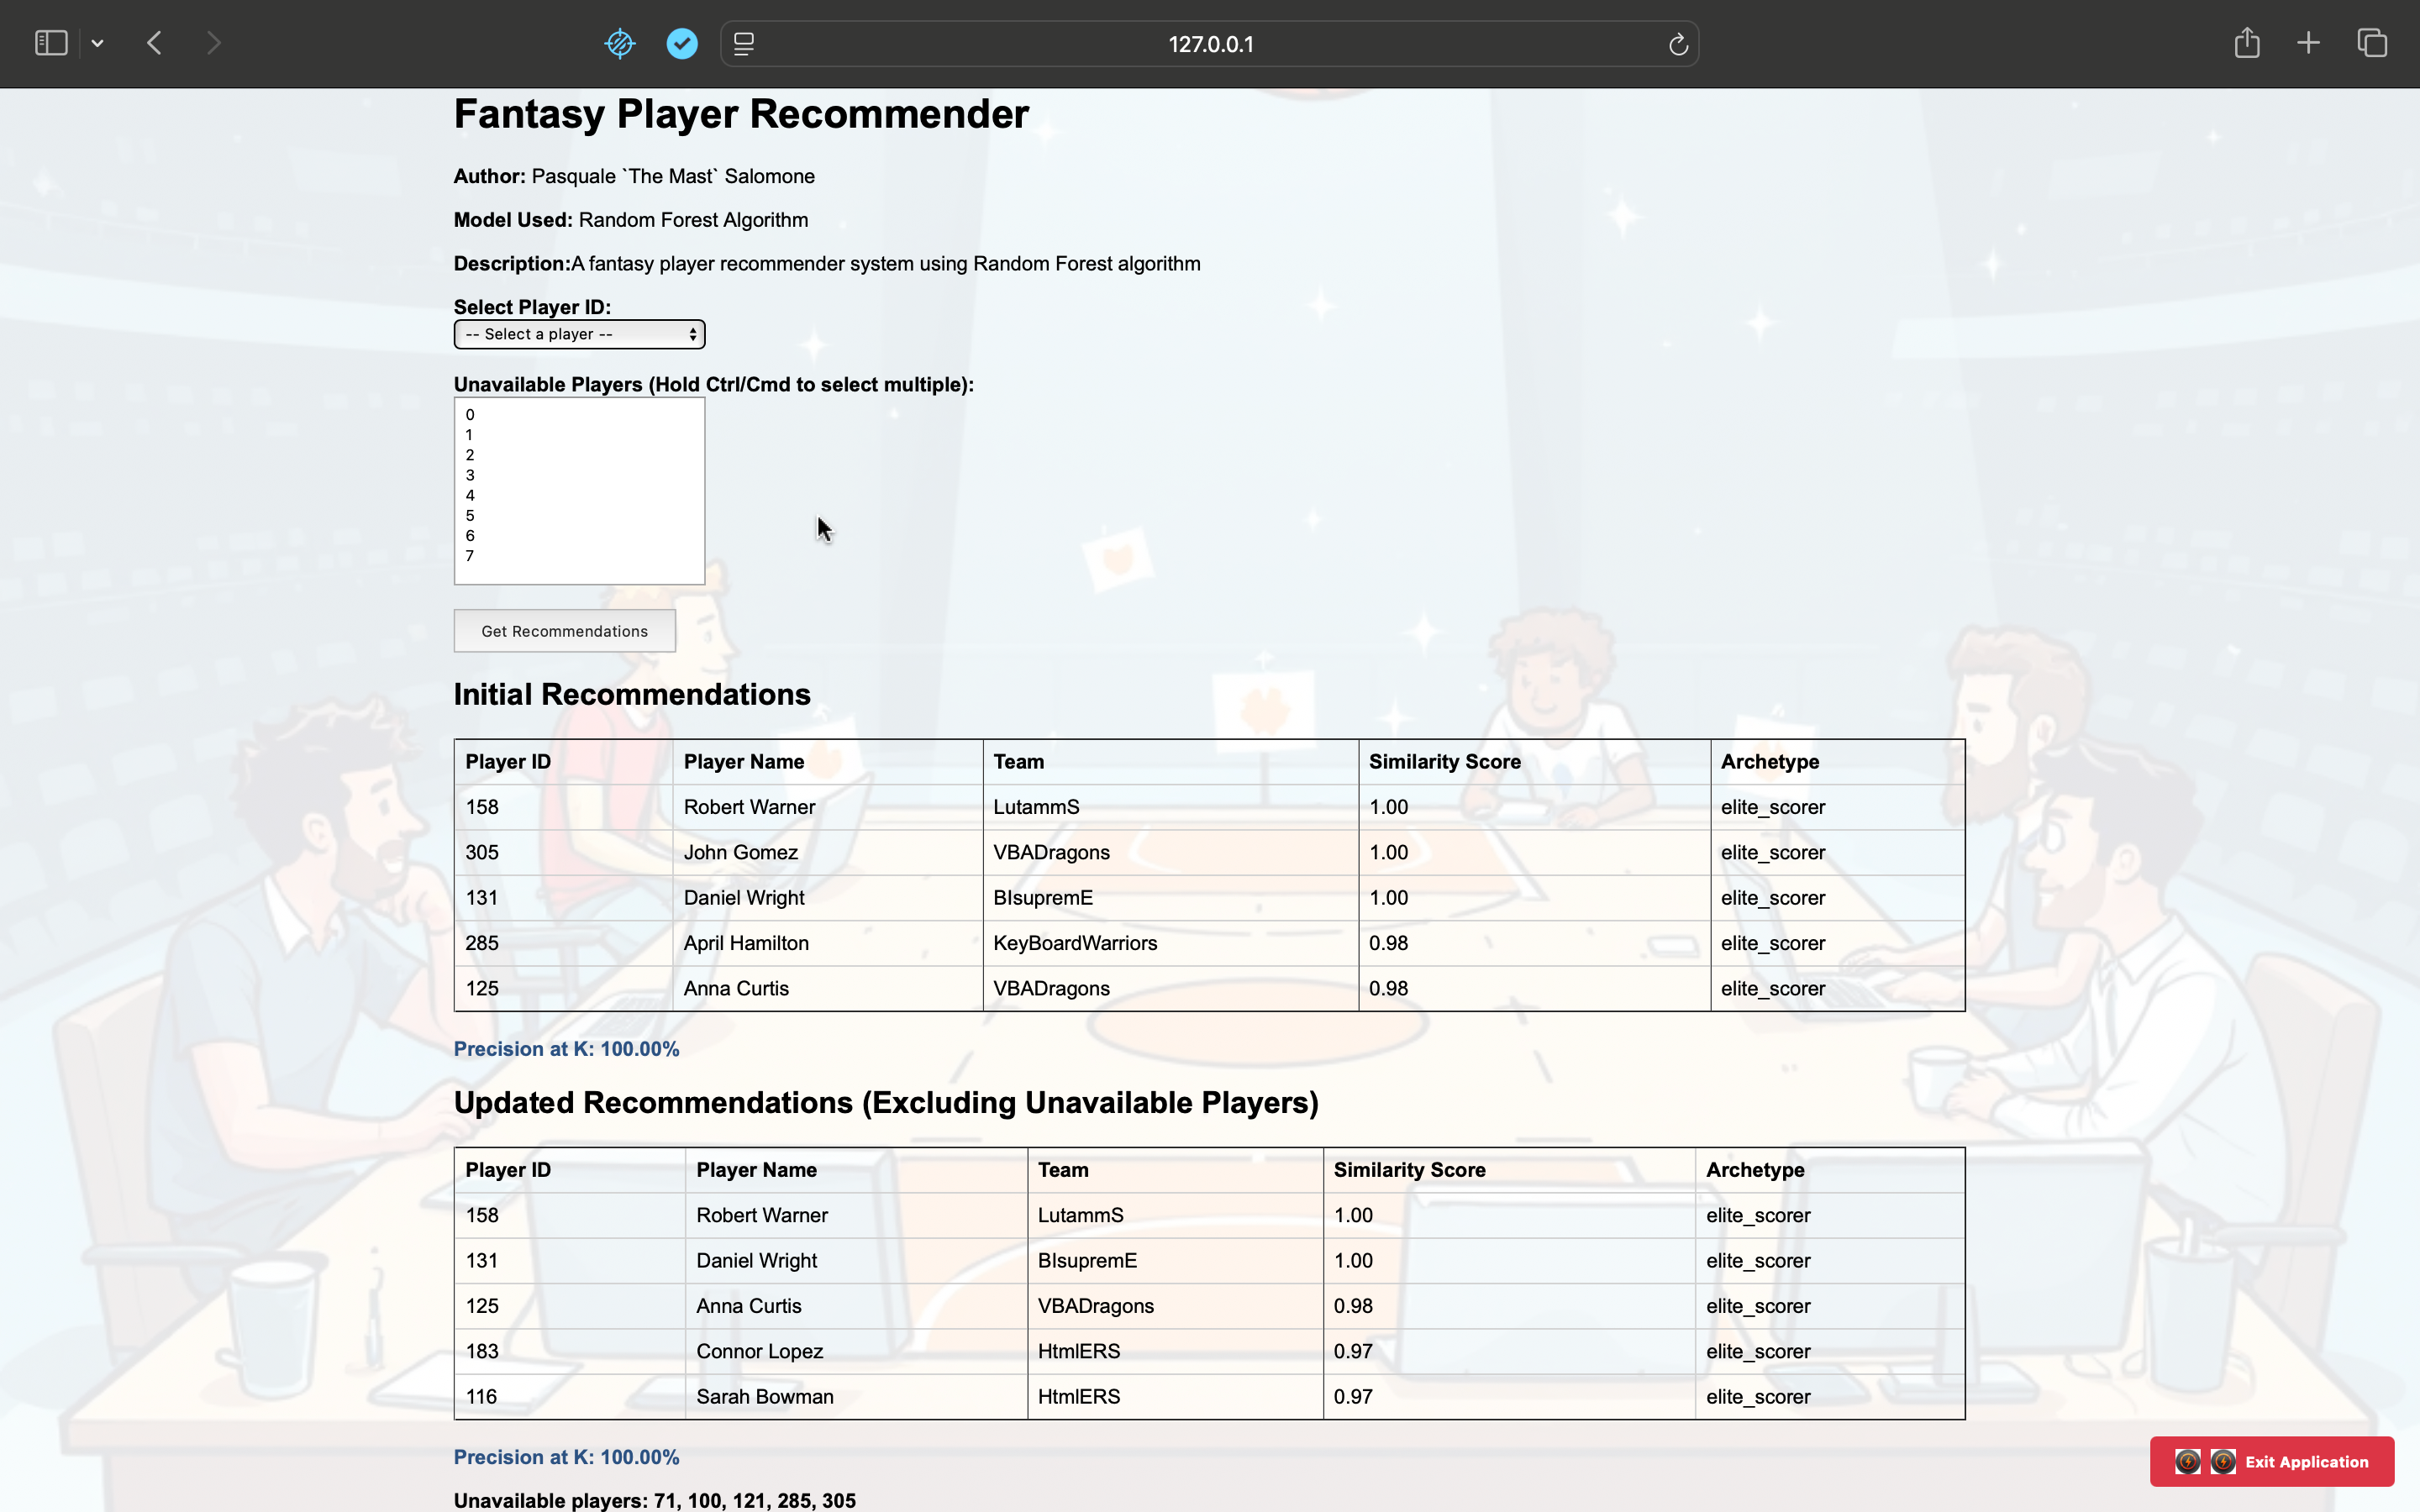 127.0.0.1
Fantasy Player Recommender
Author: Pasquale `The Mast` Salomone
Model Used: Random Forest Algorithm
Description:A fantasy player recommender system using Random Forest algorithm
Select Player ID:
-- Select a player --
Unavailable Players (Hold Ctrl/Cmd to select multiple):
0
1
2
3
4
5
6
7
Get Recommendations
Initial Recommendations
Player ID Player Name Team Similarity Score Archetype
158 Robert Warner LutammS 1.00 elite_scorer
305 John Gomez VBADragons 1.00 elite_scorer
131 Daniel Wright BIsupremE 1.00 elite_scorer
285 April Hamilton KeyBoardWarriors 0.98 elite_scorer
125 Anna Curtis VBADragons 0.98 elite_scorer
Precision at K: 100.00%
Updated Recommendations (Excluding Unavailable Players)
Player ID Player Name Team Similarity Score Archetype
158 Robert Warner LutammS 1.00 elite_scorer
131 Daniel Wright BIsupremE 1.00 elite_scorer
125 Anna Curtis VBADragons 0.98 elite_scorer
183 Connor Lopez HtmlERS 0.97 elite_scorer
116 Sarah Bowman HtmlERS 0.97 elite_scorer
Precision at K: 100.00%
Exit Application
Unavailable players: 71, 100, 121, 285, 305